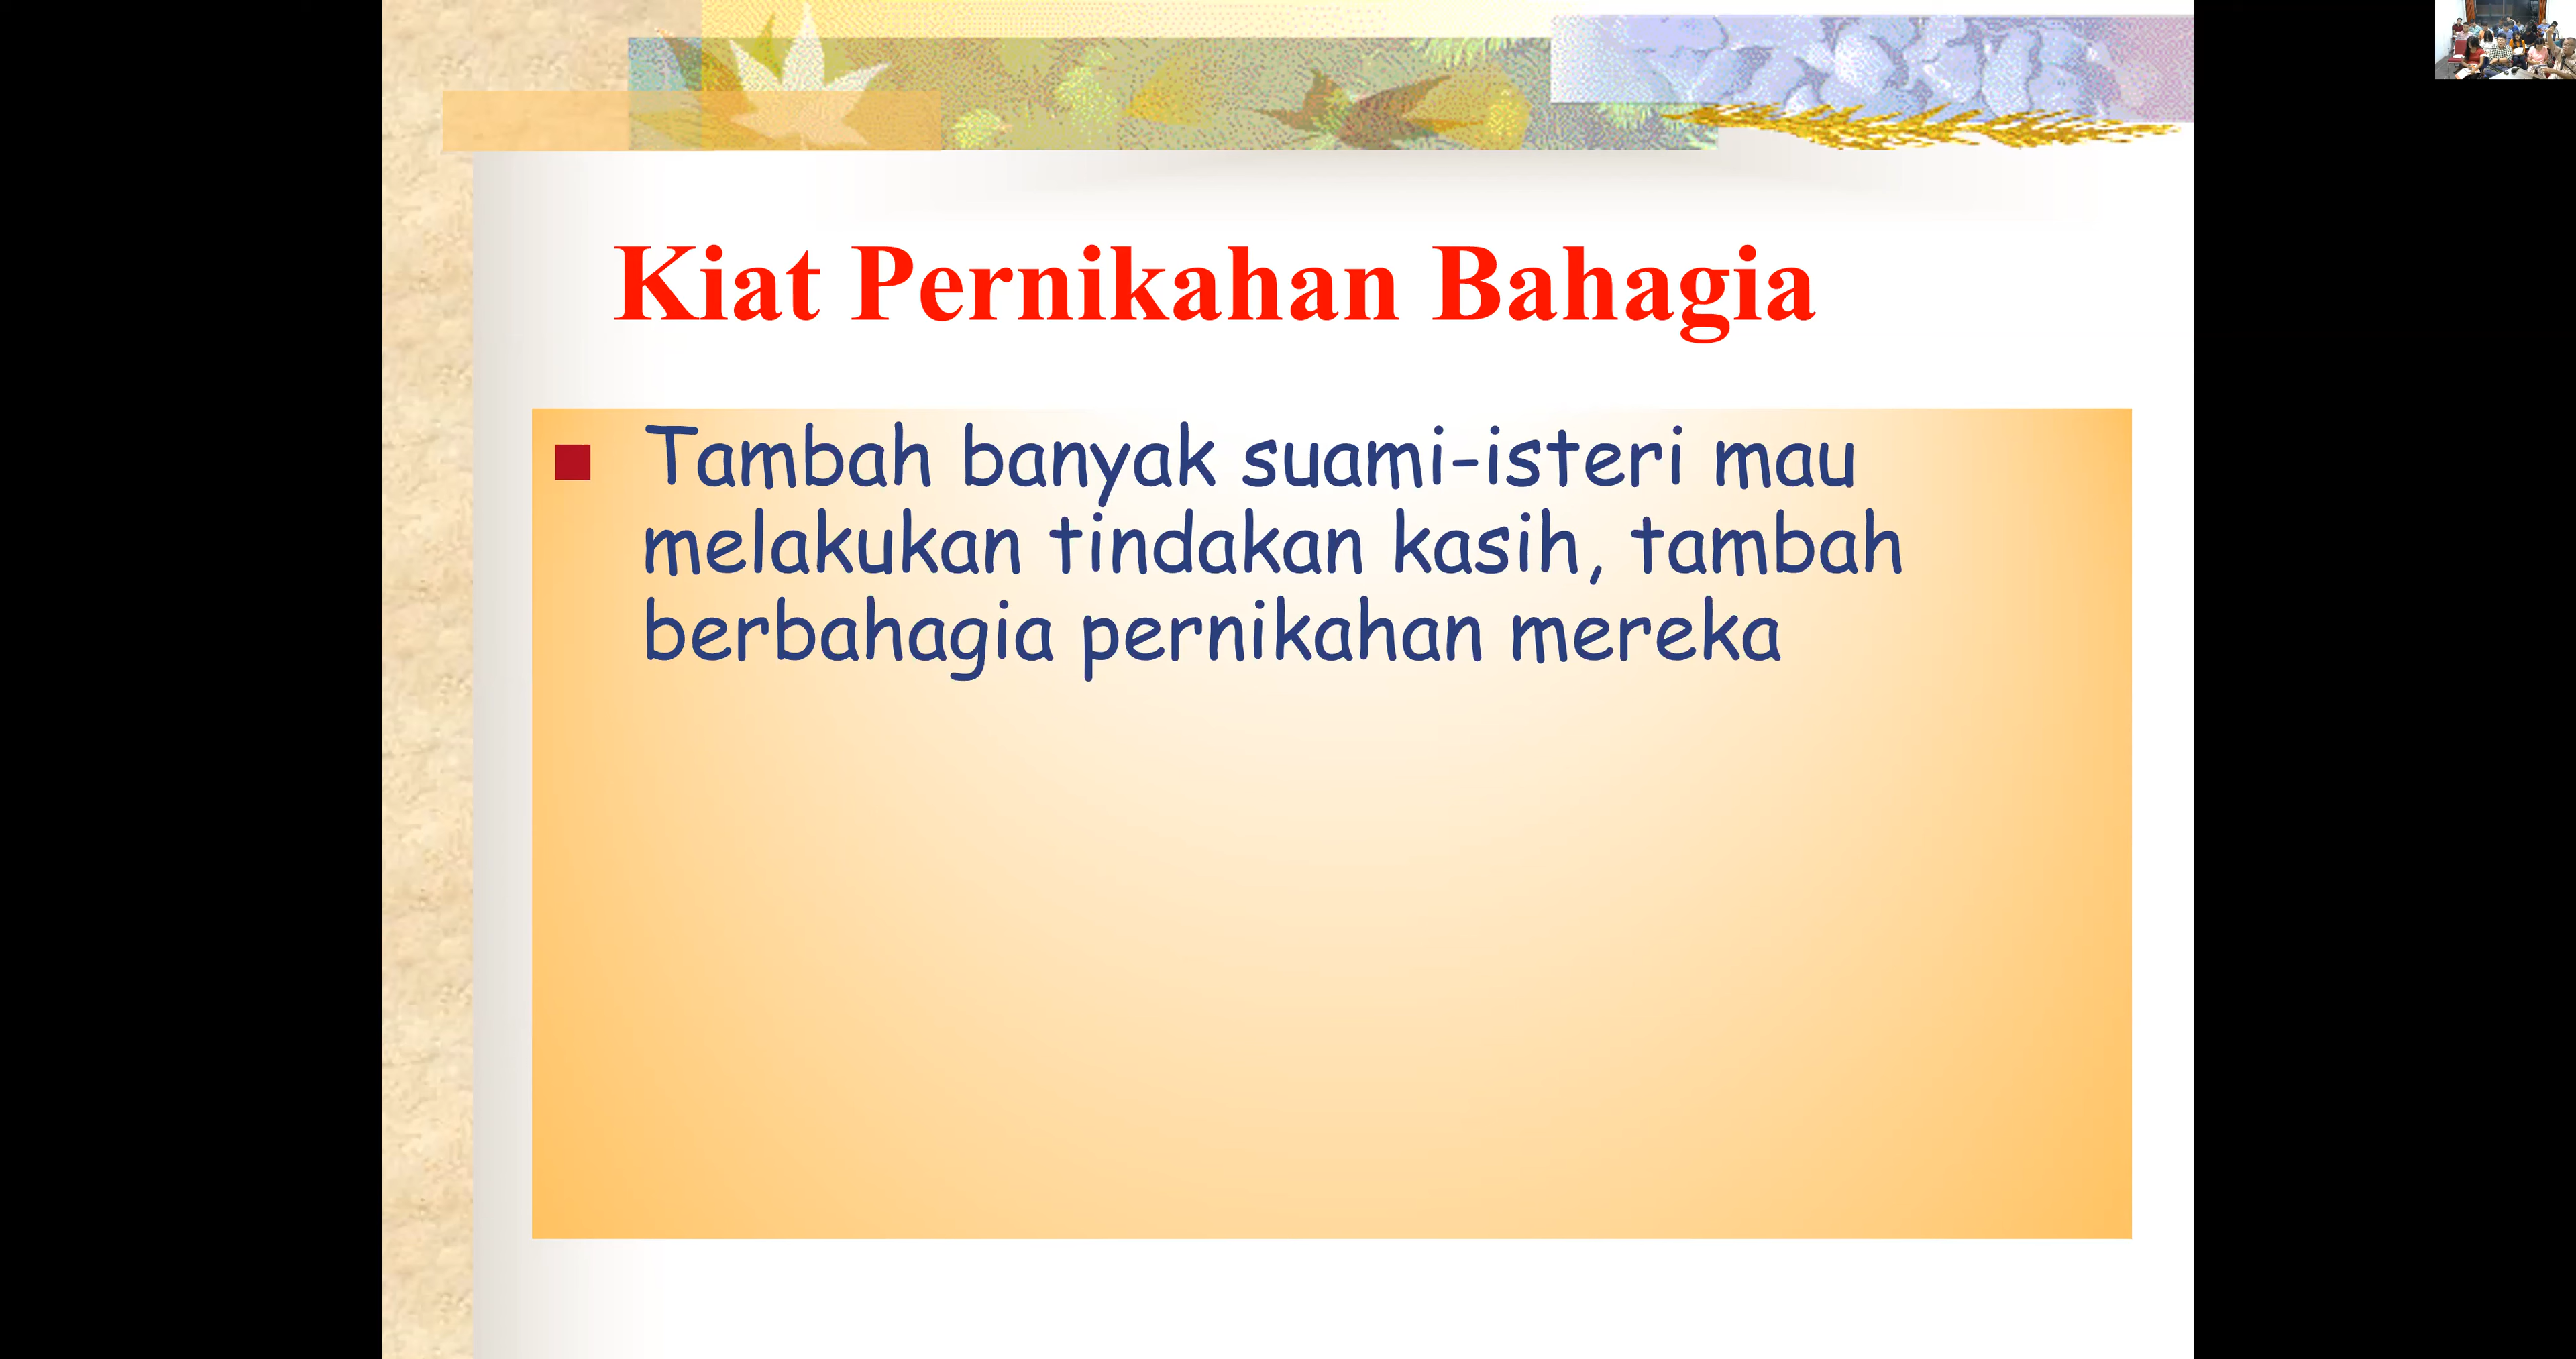 Kiat Pernikahan Bahagia
Tambah banyak suami-isteri mau
melakukan tindakan kasih, tambah
berbahagia pernikahan mereka